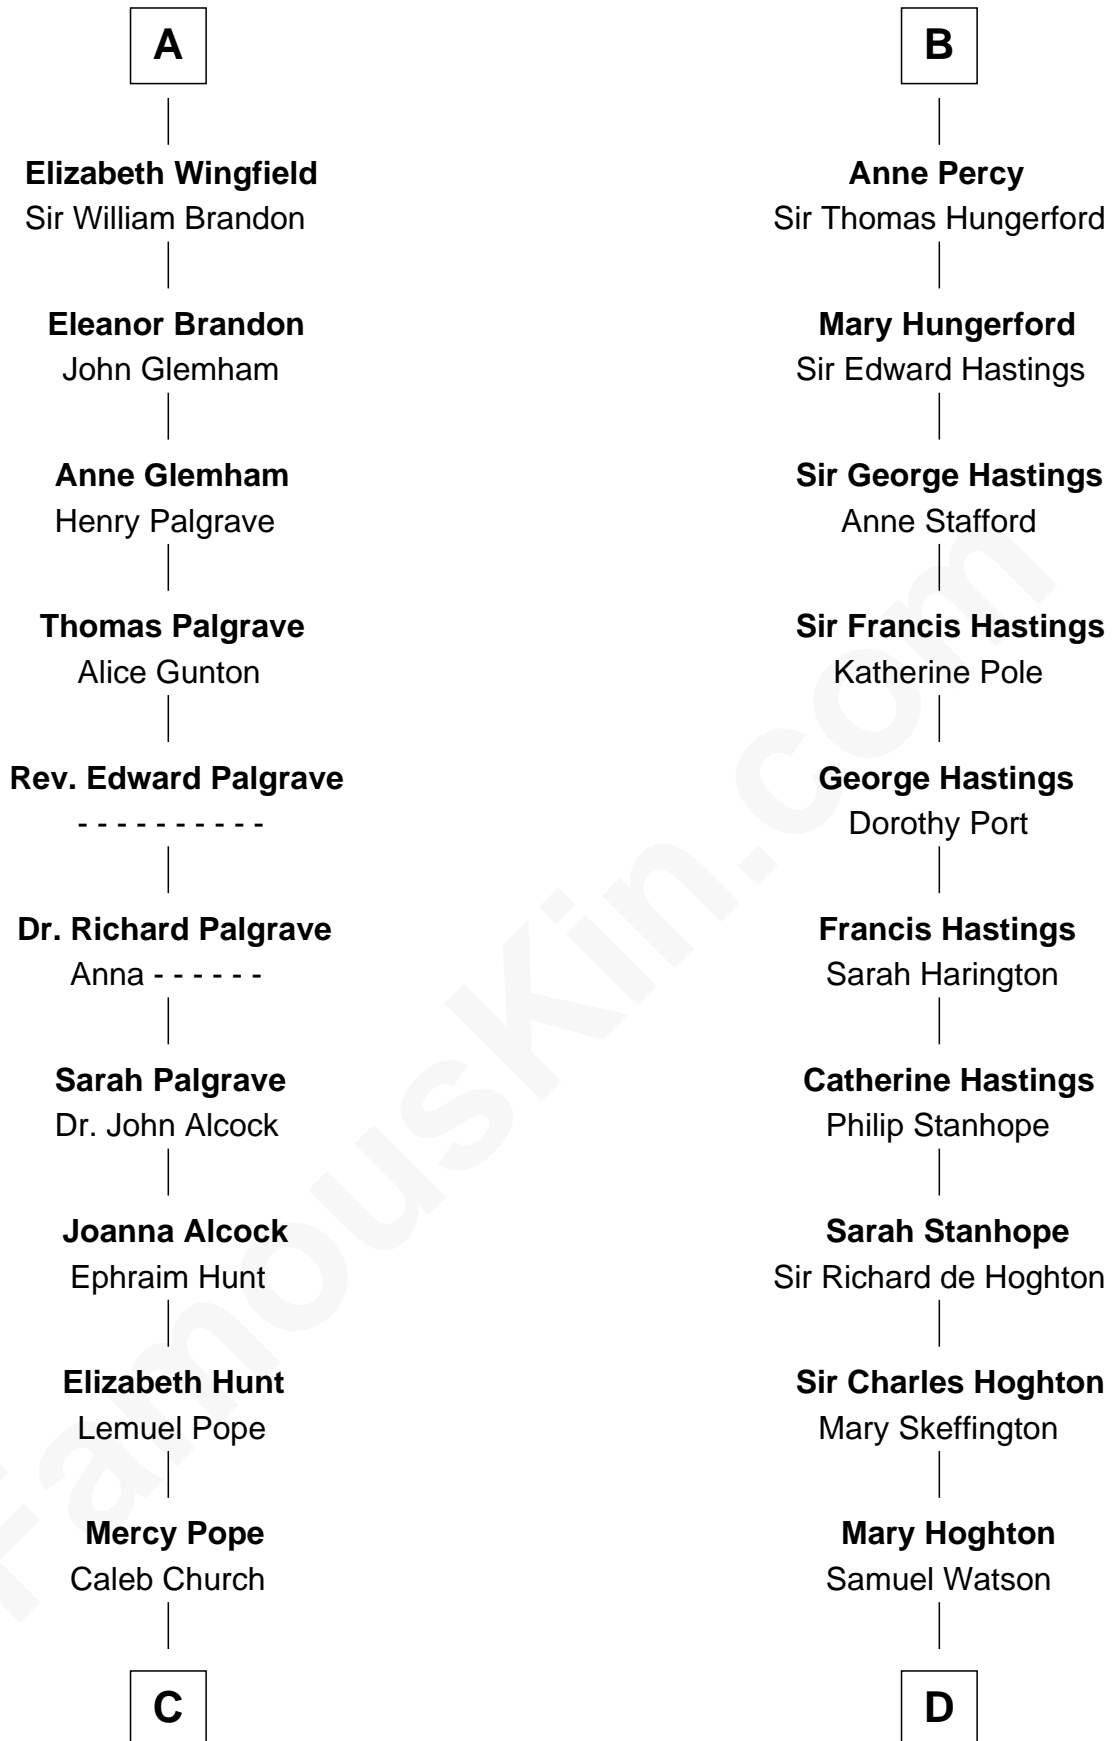 A
Elizabeth Wingfield
Sir William Brandon
Eleanor Brandon
John Glemham
Anne Glemham
Henry Palgrave
Thomas Palgrave
Alice Gunton
Rev. Edward Palgrave
- - - - - - - - - -
Dr. Richard Palgrave
Anna - - - - - -
Sarah Palgrave
Dr. John Alcock
Joanna Alcock
Ephraim Hunt
Elizabeth Hunt
Lemuel Pope
Mercy Pope
Caleb Church
C
B
Anne Percy
Sir Thomas Hungerford
Mary Hungerford
Sir Edward Hastings
Sir George Hastings
Anne Stafford
Sir Francis Hastings
Katherine Pole
George Hastings
Dorothy Port
Francis Hastings
Sarah Harington
Catherine Hastings
Philip Stanhope
Sarah Stanhope
Sir Richard de Hoghton
Sir Charles Hoghton
Mary Skeffington
Mary Hoghton
Samuel Watson
D
FamousKin.com